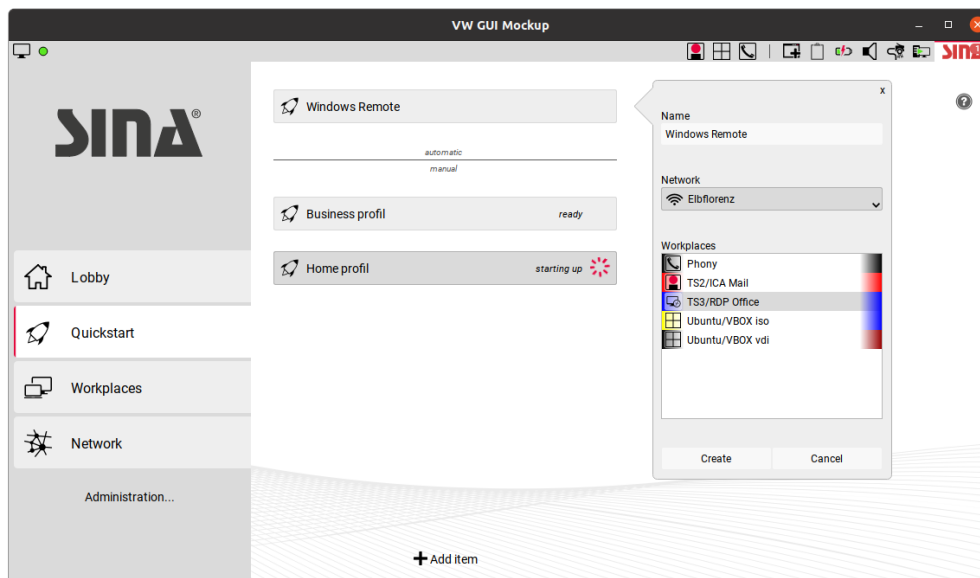 VW GUI Mockup
SINA
SINA®
Lobby
Quickstart
Workplaces
Network
Administration...
Windows Remote
automatic
manual
Business profil ready
Home profil starting up
Add item
x
Name
Windows Remote
Network
Elbflorenz
Workplaces
Phony
TS2/ICA Mail
TS3/RDP Office
Ubuntu/VBOX iso
Ubuntu/VBOX vdi
Create Cancel
?